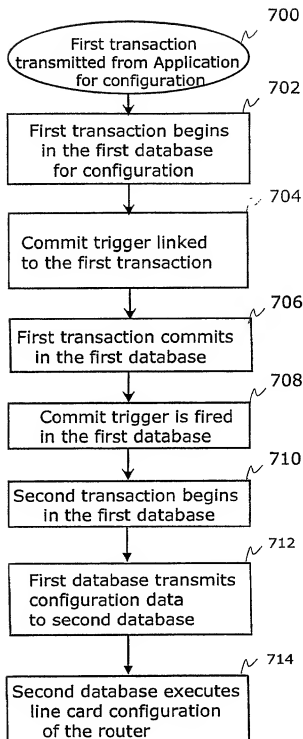 700
First transaction
transmitted from Application
for configuration
702
First transaction begins
in the first database
for configuration
704
Commit trigger linked
to the first transaction
706
First transaction commits
in the first database
708
Commit trigger is fired
in the first database
710
Second transaction begins
in the first database
712
First database transmits
configuration data
to second database
714
Second database executes
line card configuration
of the router